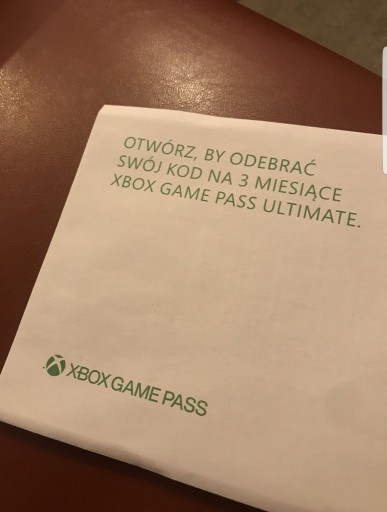 OTWÓRZ, BY ODEBRAĆ
SWÓJ KOD NA 3 MIESIĄCE
XBOX GAME PASS ULTIMATE.
XBOX GAME PASS